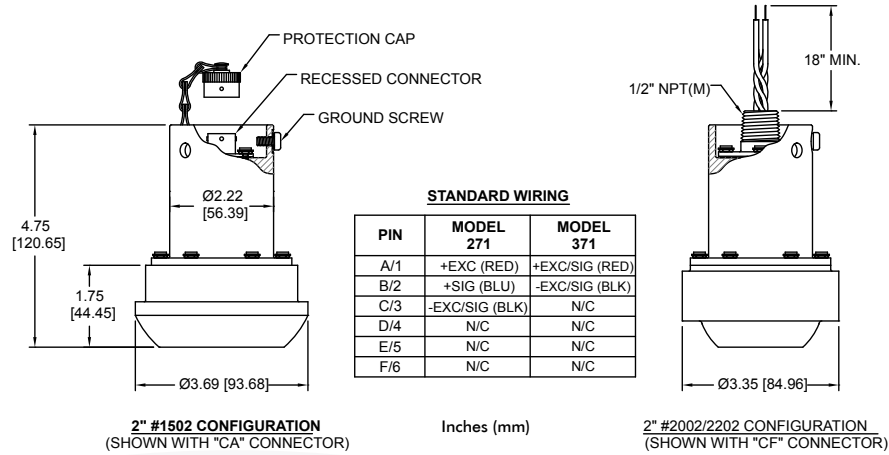 PROTECTION CAP
RECESSED CONNECTOR
GROUND SCREW
4.75
[120.65]
Ø2.22
[56.39]
1.75
[44.45]
Ø3.69 [93.68]
2" #1502 CONFIGURATION
(SHOWN WITH "CA" CONNECTOR)
STANDARD WIRING
PIN MODEL 271 MODEL 371
A/1 +EXC (RED) +EXC/SIG (RED)
B/2 +SIG (BLU) -EXC/SIG (BLK)
C/3 -EXC/SIG (BLK) N/C
D/4 N/C N/C
E/5 N/C N/C
F/6 N/C N/C
Inches (mm)
18" MIN.
1/2" NPT(M)
Ø3.35 [84.96]
2" #2002/2202 CONFIGURATION
(SHOWN WITH "CF" CONNECTOR)